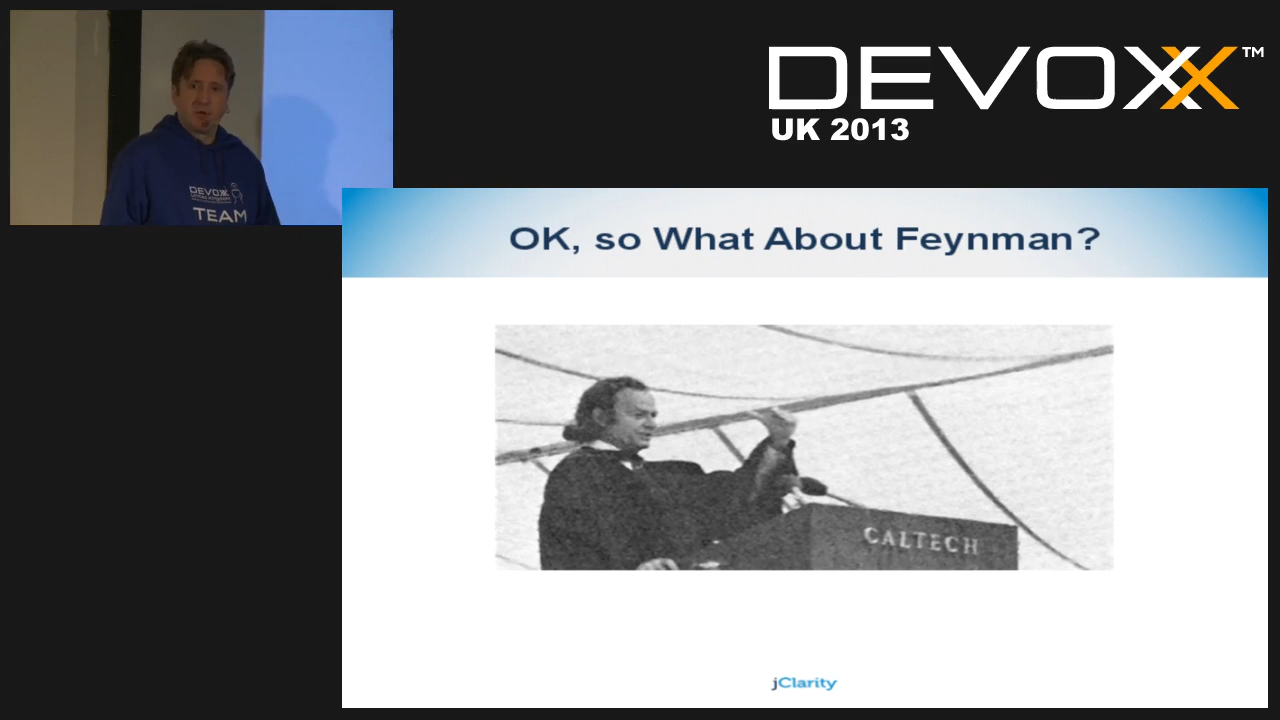 DEVOXX™
UK 2013
DEVOXX
TEAM
OK, so What About Feynman?
CALTECH
jClarity